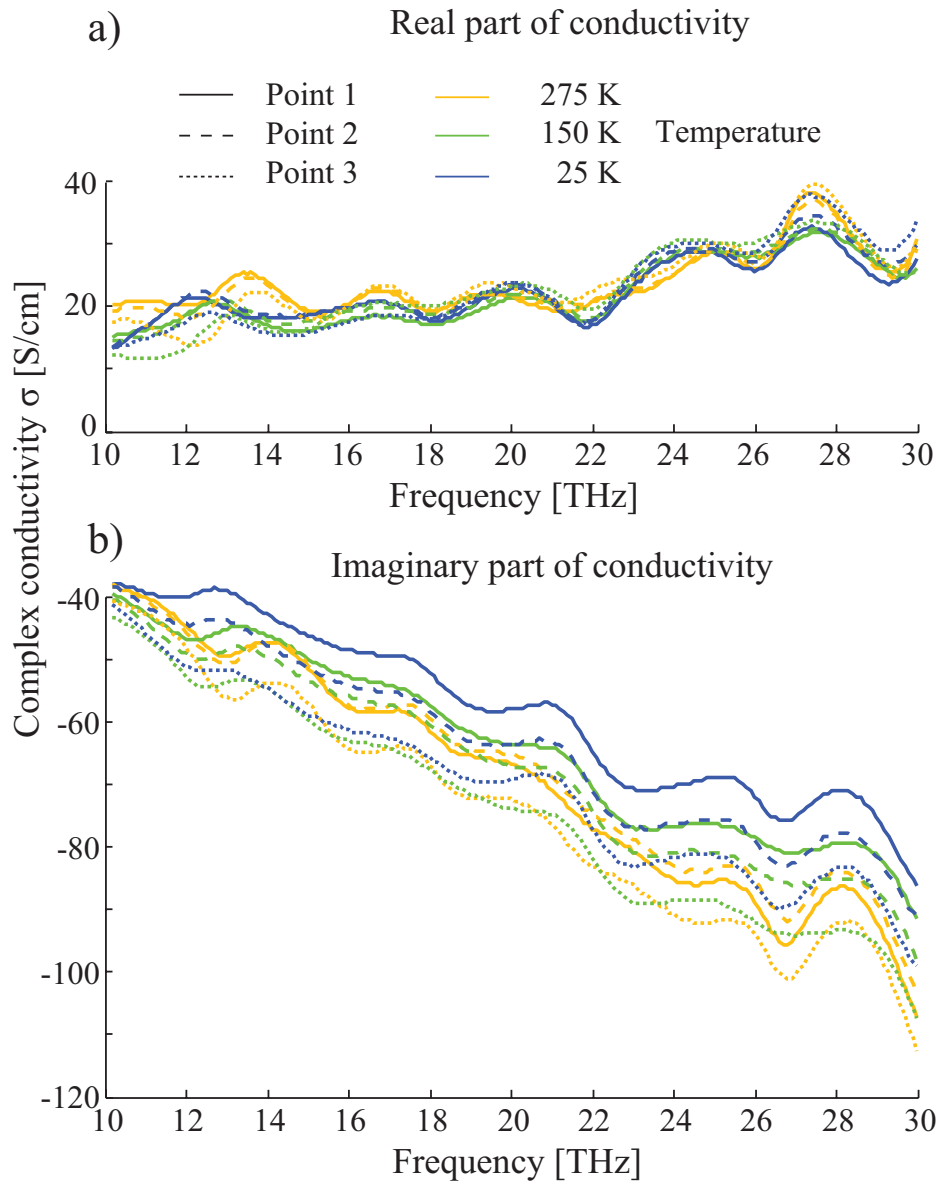 a)
Real part of conductivity
Point 1 275 K
Point 2 150 K Temperature
Point 3 25 K
40
30
20
10
0
10 12 14 16 18 20 22 24 26 28 30
Frequency [THz]
Complex conductivity σ [S/cm]
b)
Imaginary part of conductivity
-40
-60
-80
-100
-120
10 12 14 16 18 20 22 24 26 28 30
Frequency [THz]